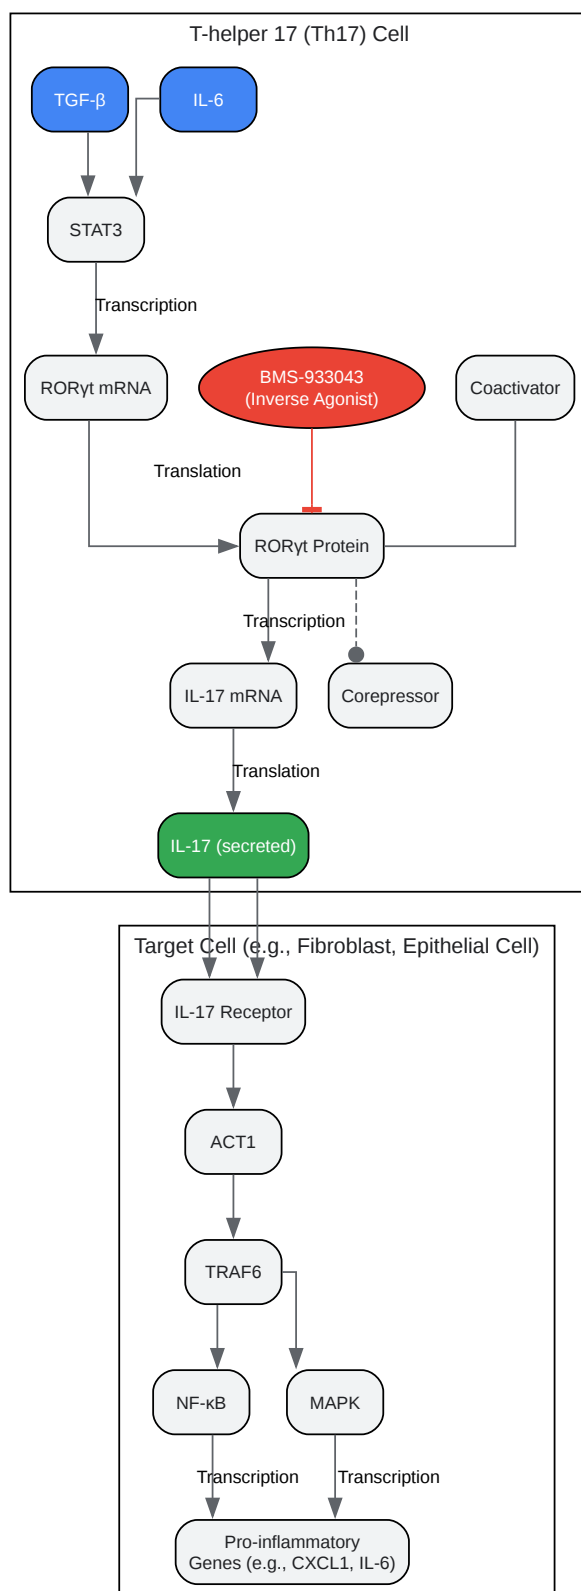 T-helper 17 (Th17) Cell
TGF-β
IL-6
STAT3
Transcription
RORγt mRNA
BMS-933043
(Inverse Agonist)
Coactivator
Translation
RORγt Protein
Transcription
IL-17 mRNA
Corepressor
Translation
IL-17 (secreted)
Target Cell (e.g., Fibroblast, Epithelial Cell)
IL-17 Receptor
ACT1
TRAF6
NF-κB
MAPK
Transcription
Transcription
Pro-inflammatory
Genes (e.g., CXCL1, IL-6)